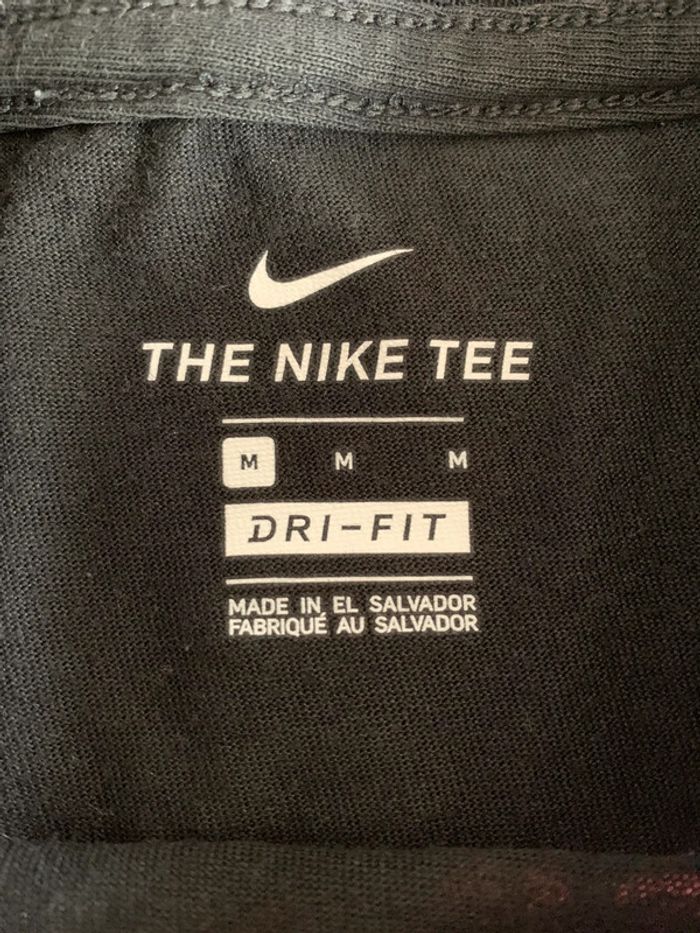 THE NIKE TEE
M M M
DRI-FIT
MADE IN EL SALVADOR
FABRIQUÉ AU SALVADOR